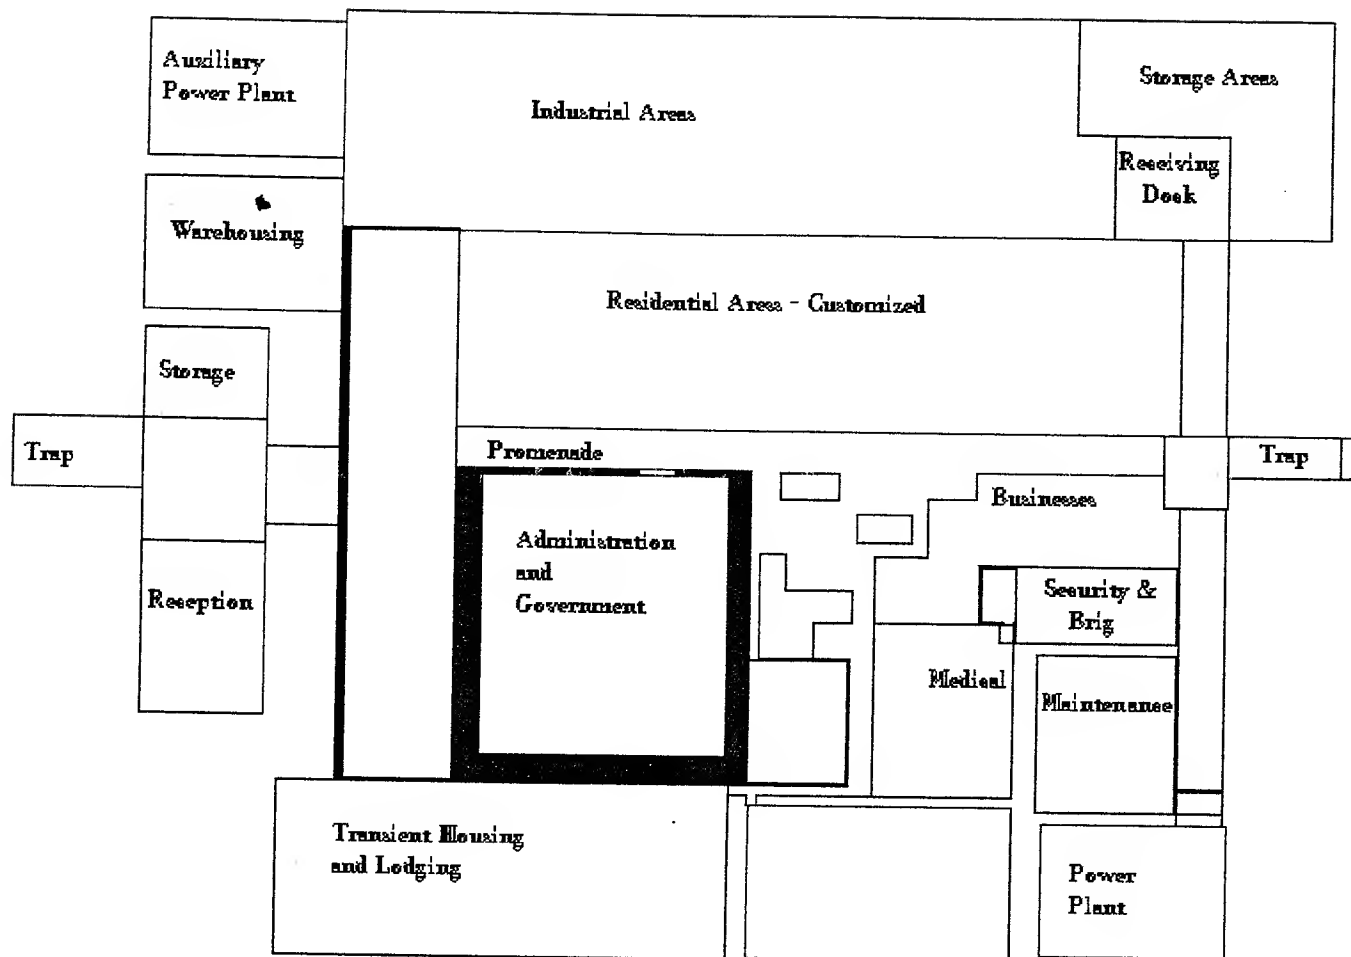 Auxiliary
Power Plant
Industrial Areas
Storage Areas
Receiving
Dock
Warehousing
Residential Areas - Customized
Storage
Trap
Promenade
Trap
Businesses
Administration
and
Government
Security &
Brig
Reception
Medical
Maintenance
Transient Housing
and Lodging
Power
Plant